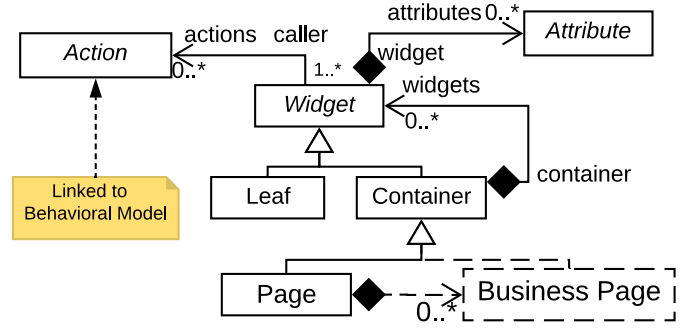 attributes 0..*
Action
actions caller
Attribute
0..*
1..*
widget
Widget
widgets
0..*
Linked to
Behavioral Model
Leaf
Container
container
Page
Business Page
0..*